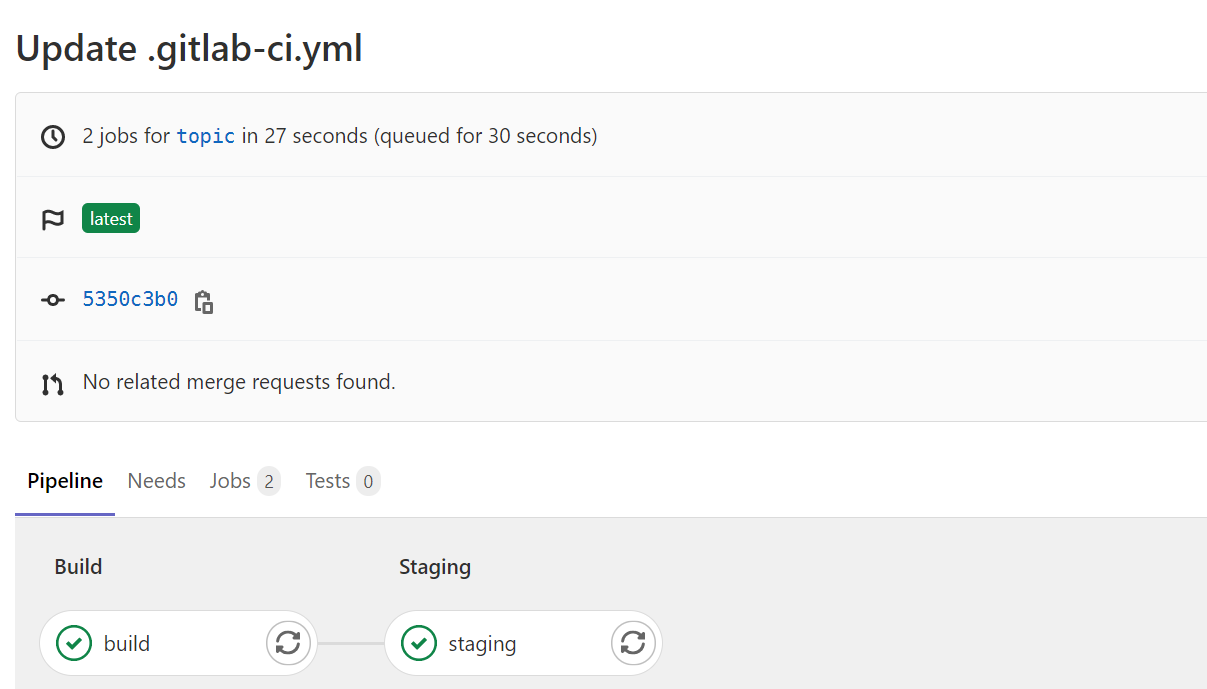 Update .gitlab-ci.yml
2 jobs for topic in 27 seconds (queued for 30 seconds)
latest
5350c3b0
No related merge requests found.
Pipeline Needs Jobs 2 Tests 0
Build Staging
build staging